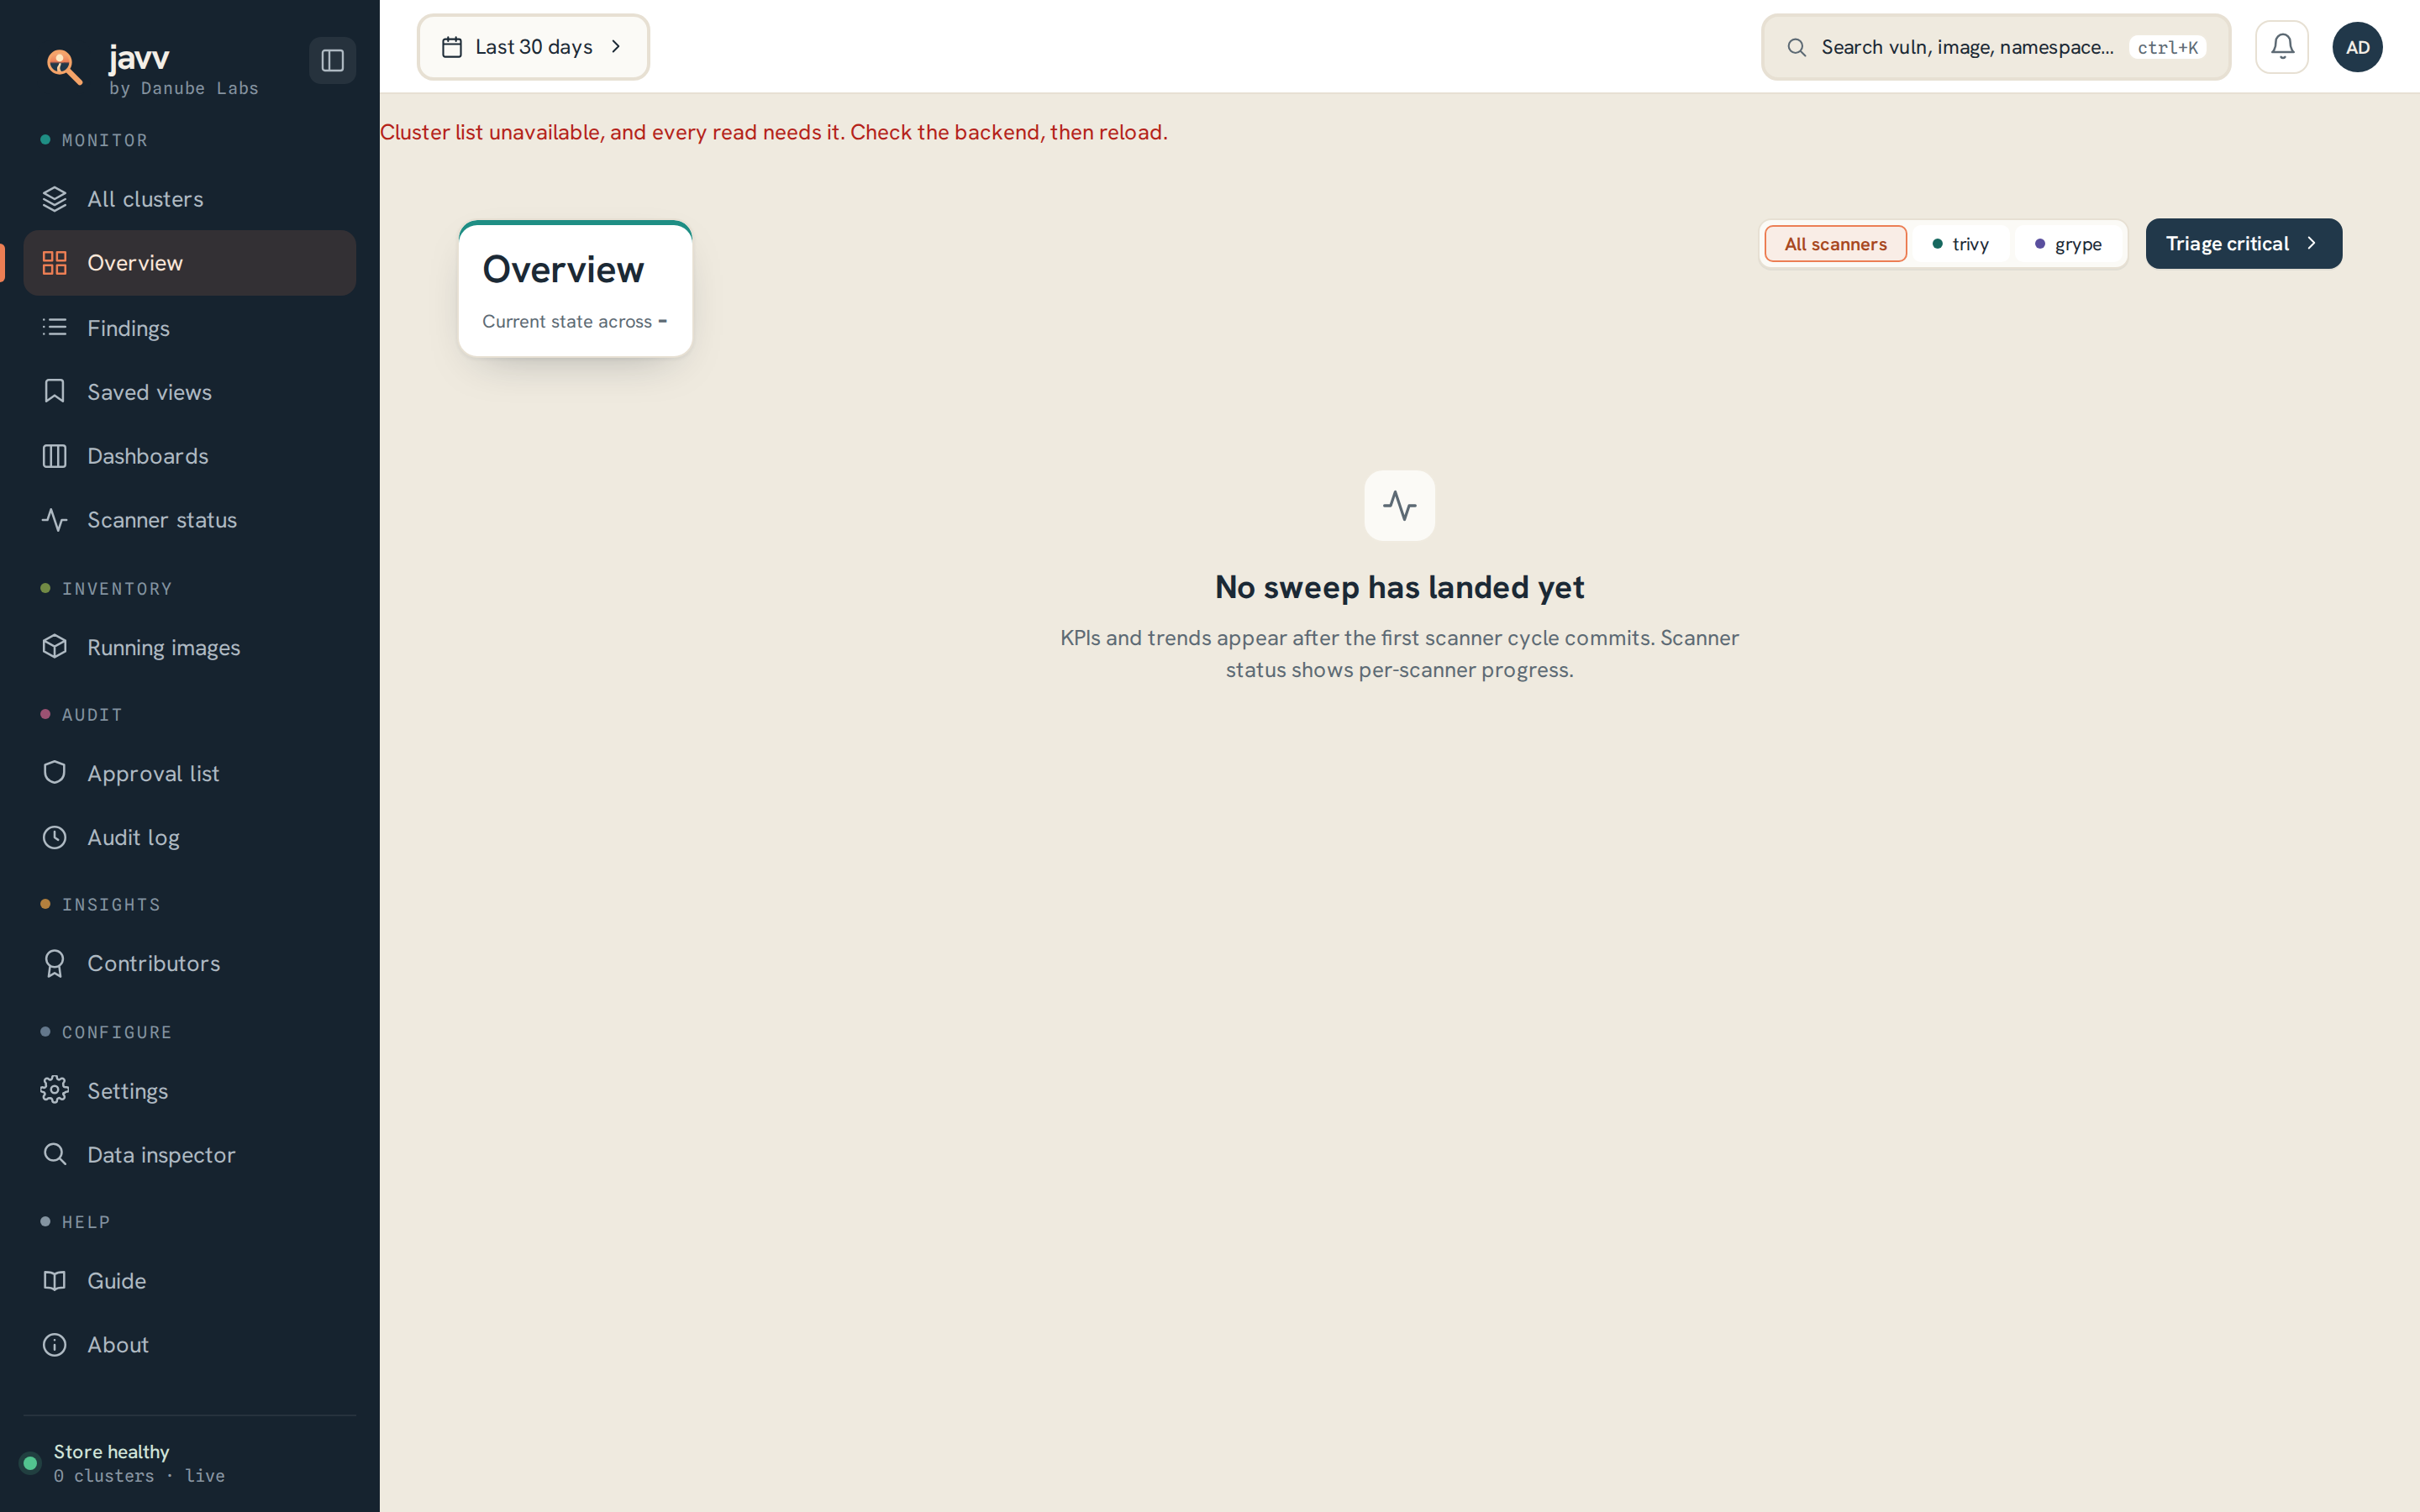 javv
by Danube Labs
MONITOR
All clusters
Overview
Findings
Saved views
Dashboards
Scanner status
INVENTORY
Running images
AUDIT
Approval list
Audit log
INSIGHTS
Contributors
CONFIGURE
Settings
Data inspector
HELP
Guide
About
Store healthy
0 clusters · live
Last 30 days
Search vuln, image, namespace... ctrl+K
AD
Cluster list unavailable, and every read needs it. Check the backend, then reload.
Overview
Current state across –
All scanners trivy grype
Triage critical
No sweep has landed yet
KPIs and trends appear after the first scanner cycle commits. Scanner
status shows per-scanner progress.